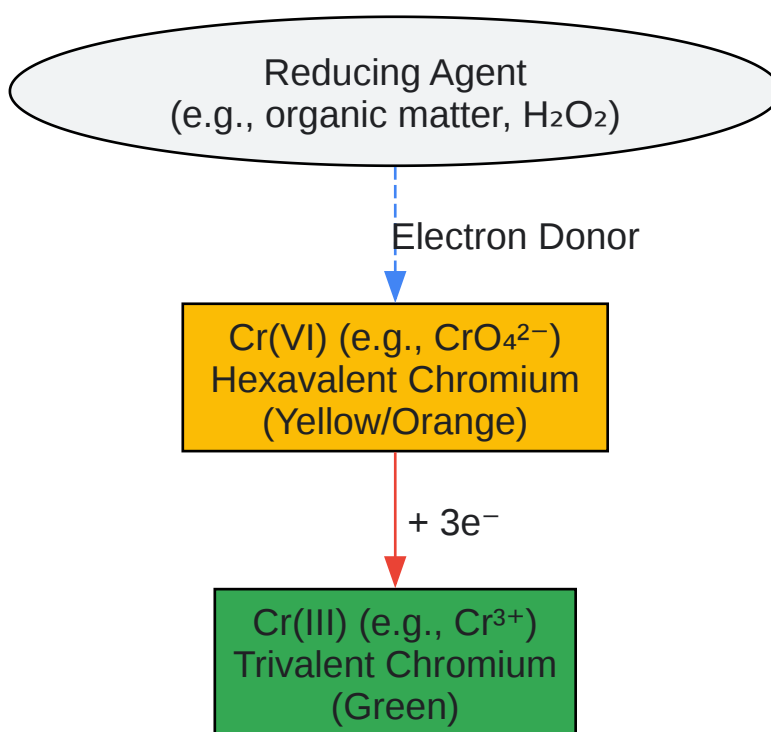 Reducing Agent
(e.g., organic matter, H₂O₂)
Electron Donor
Cr(VI) (e.g., CrO₄²⁻)
Hexavalent Chromium
(Yellow/Orange)
+ 3e⁻
Cr(III) (e.g., Cr³⁺)
Trivalent Chromium
(Green)